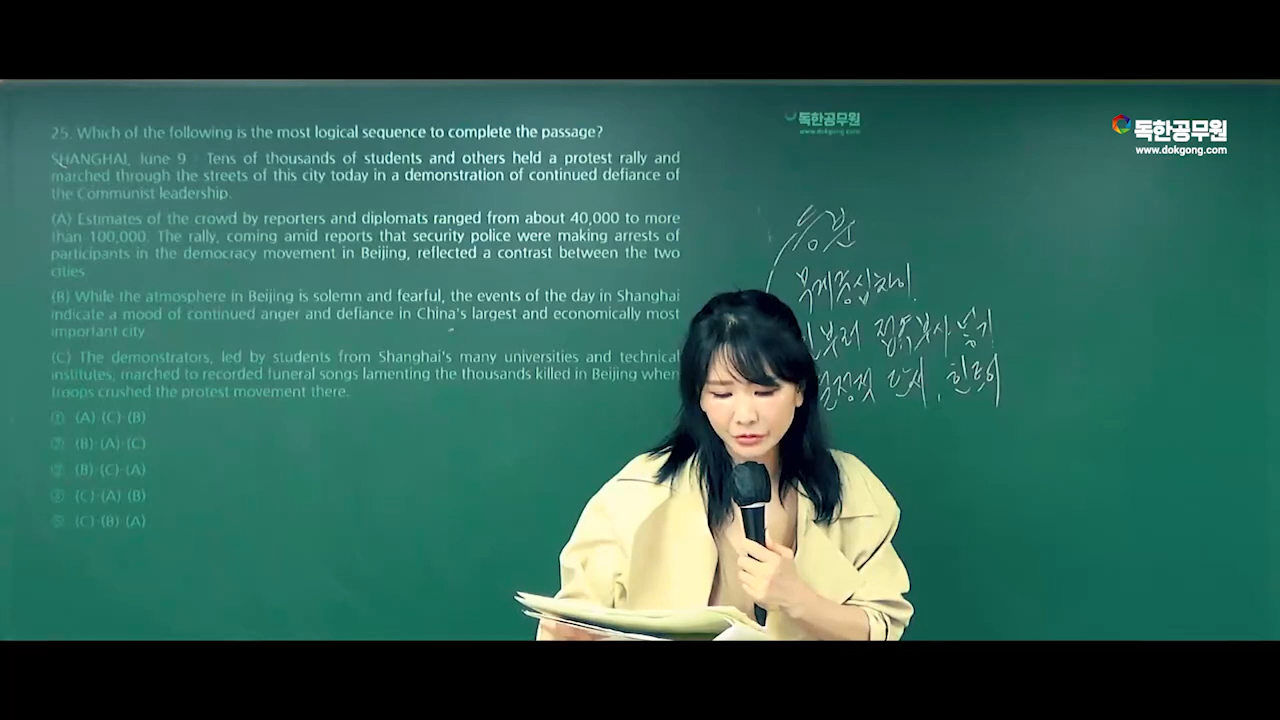 25. Which of the following is the most logical sequence to complete the passage?
SHANGHAI, June 9 Tens of thousands of students and others held a protest rally and
marched through the streets of this city today in a demonstration of continued defiance of
the Communist leadership.
(A) Estimates of the crowd by reporters and diplomats ranged from about 40,000 to more
than 100,000. The rally, coming amid reports that security police were making arrests of
participants in the democracy movement in Beijing, reflected a contrast between the two
cities.
(B) While the atmosphere in Beijing is solemn and fearful, the events of the day in Shanghai
indicate a mood of continued anger and defiance in China's largest and economically most
important city.
(C) The demonstrators, led by students from Shanghai's many universities and technical
institutes, marched to recorded funeral songs lamenting the thousands killed in Beijing when
troops crushed the protest movement there.
① (A)-(C)-(B)
② (B)-(A)-(C)
③ (B)-(C)-(A)
④ (C)-(A)-(B)
⑤ (C)-(B)-(A)
독한공무원
www.dokgong.com
독한공무원
www.dokgong.com
접속부사 넣기